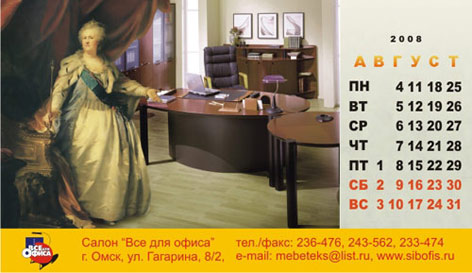 2008
АВГУСТ
ПН 4 11 18 25
ВТ 5 12 19 26
СР 6 13 20 27
ЧТ 7 14 21 28
ПТ 1 8 15 22 29
СБ 2 9 16 23 30
ВС 3 10 17 24 31
ВСЕ ДЛЯ
ОФИСА
Салон "Все для офиса"
г. Омск, ул. Гагарина, 8/2,
тел./факс: 236-476, 243-562, 233-474
e-mail: mebeteks@list.ru, www.sibofis.ru